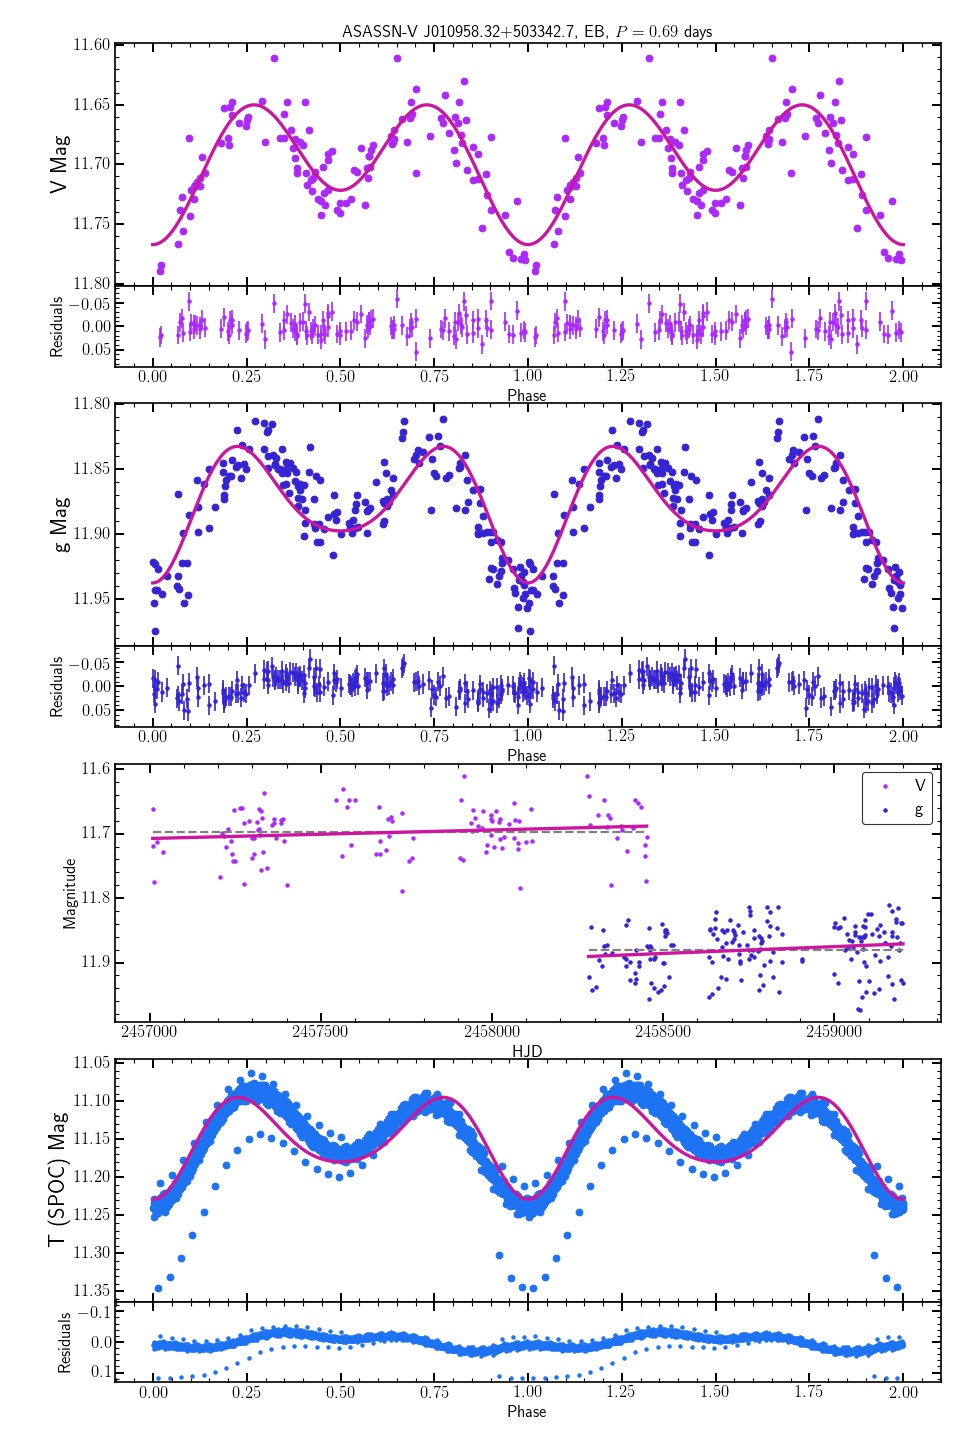 ASASSN-V J010958.32+503342.7, EB, P = 0.69 days
11.60
11.65
11.70
11.75
11.80
V Mag
−0.05
0.00
0.05
Residuals
0.00 0.25 0.50 0.75 1.00 1.25 1.50 1.75 2.00
Phase
11.80
11.85
11.90
11.95
g Mag
−0.05
0.00
0.05
Residuals
0.00 0.25 0.50 0.75 1.00 1.25 1.50 1.75 2.00
Phase
11.6
11.7
11.8
11.9
Magnitude
V
g
2457000 2457500 2458000 2458500 2459000
HJD
11.05
11.10
11.15
11.20
11.25
11.30
11.35
T (SPOC) Mag
−0.1
0.0
0.1
Residuals
0.00 0.25 0.50 0.75 1.00 1.25 1.50 1.75 2.00
Phase